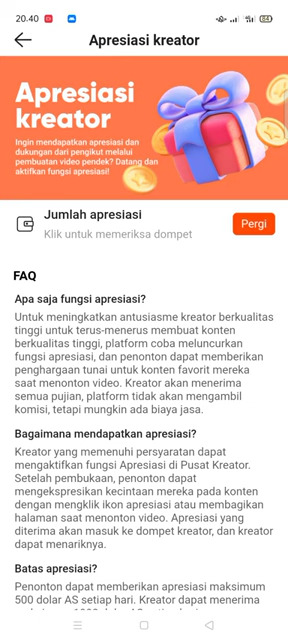 20.40
84
Apresiasi kreator
Apresiasi
kreator
Ingin mendapatkan apresiasi dan
dukungan dari pengikut melalui
pembuatan video pendek? Datang dan
aktifkan fungsi apresiasi!
Jumlah apresiasi
Klik untuk memeriksa dompet
Pergi
FAQ
Apa saja fungsi apresiasi?
Untuk meningkatkan antusiasme kreator berkualitas
tinggi untuk terus-menerus membuat konten
berkualitas tinggi, platform coba meluncurkan
fungsi apresiasi, dan penonton dapat memberikan
penghargaan tunai untuk konten favorit mereka
saat menonton video. Kreator akan menerima
semua pujian, platform tidak akan mengambil
komisi, tetapi mungkin ada biaya jasa.
Bagaimana mendapatkan apresiasi?
Kreator yang memenuhi persyaratan dapat
mengaktifkan fungsi Apresiasi di Pusat Kreator.
Setelah pembukaan, penonton dapat
mengekspresikan kecintaan mereka pada konten
dengan mengklik ikon apresiasi atau membagikan
halaman saat menonton video. Apresiasi yang
diterima akan masuk ke dompet kreator, dan kreator
dapat menariknya.
Batas apresiasi?
Penonton dapat memberikan apresiasi maksimum
500 dolar AS setiap hari. Kreator dapat menerima